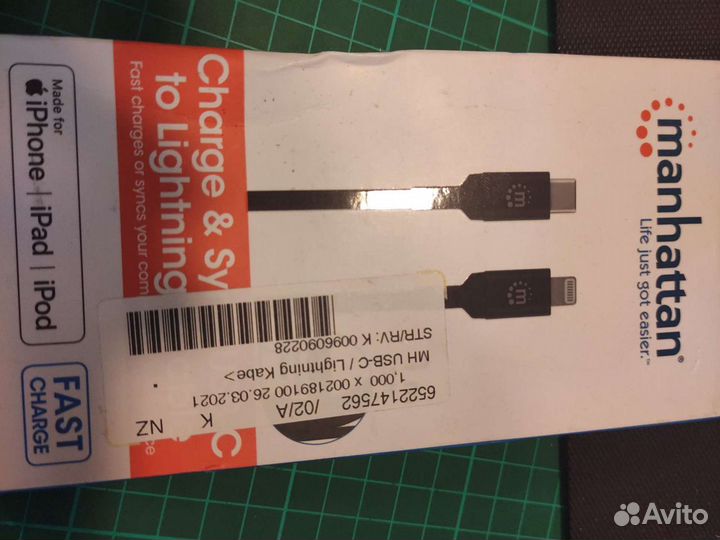 manhattan®
Life just got easier.™
Charge & Sy
to Lightning
Fast charges or syncs your com
Made for
iPhone | iPad | iPod
FAST
CHARGE
6522147562
/02/A
K
NZ
1,000 x 002189100 26.03.2021
MH USB-C / Lightning Kabe>
STR/RV: K 0096090228
C
m
m
Avito